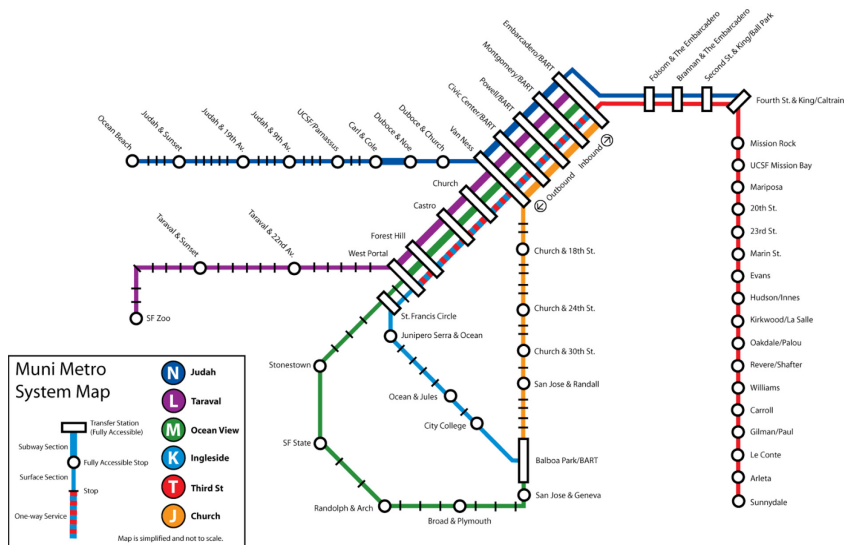 Embarcadero/BART
Montgomery/BART
Powell/BART
Civic Center/BART
Van Ness
Church
Castro
Forest Hill
West Portal
Folsom & The Embarcadero
Brannan & The Embarcadero
Second St. & King/Ball Park
Fourth St. & King/Caltrain
Ocean Beach
Judah & Sunset
Judah & 19th Av.
Judah & 9th Av.
UCSF/Parnassus
Carl & Cole
Duboce & Noe
Duboce & Church
Inbound
Outbound
Mission Rock
UCSF Mission Bay
Mariposa
20th St.
23rd St.
Marin St.
Evans
Hudson/Innes
Kirkwood/La Salle
Oakdale/Palou
Revere/Shafter
Williams
Carroll
Gilman/Paul
Le Conte
Arleta
Sunnydale
Taraval & Sunset
Taraval & 22nd Av.
SF Zoo
Church & 18th St.
Church & 24th St.
Church & 30th St.
San Jose & Randall
Balboa Park/BART
San Jose & Geneva
St. Francis Circle
Junipero Serra & Ocean
Ocean & Jules
City College
Stonestown
SF State
Randolph & Arch
Broad & Plymouth
Muni Metro
System Map
Transfer Station
(Fully Accessible)
Subway Section
Fully Accessible Stop
Surface Section
Stop
One-way Service
N Judah
L Taraval
M Ocean View
K Ingleside
T Third St
J Church
Map is simplified and not to scale.